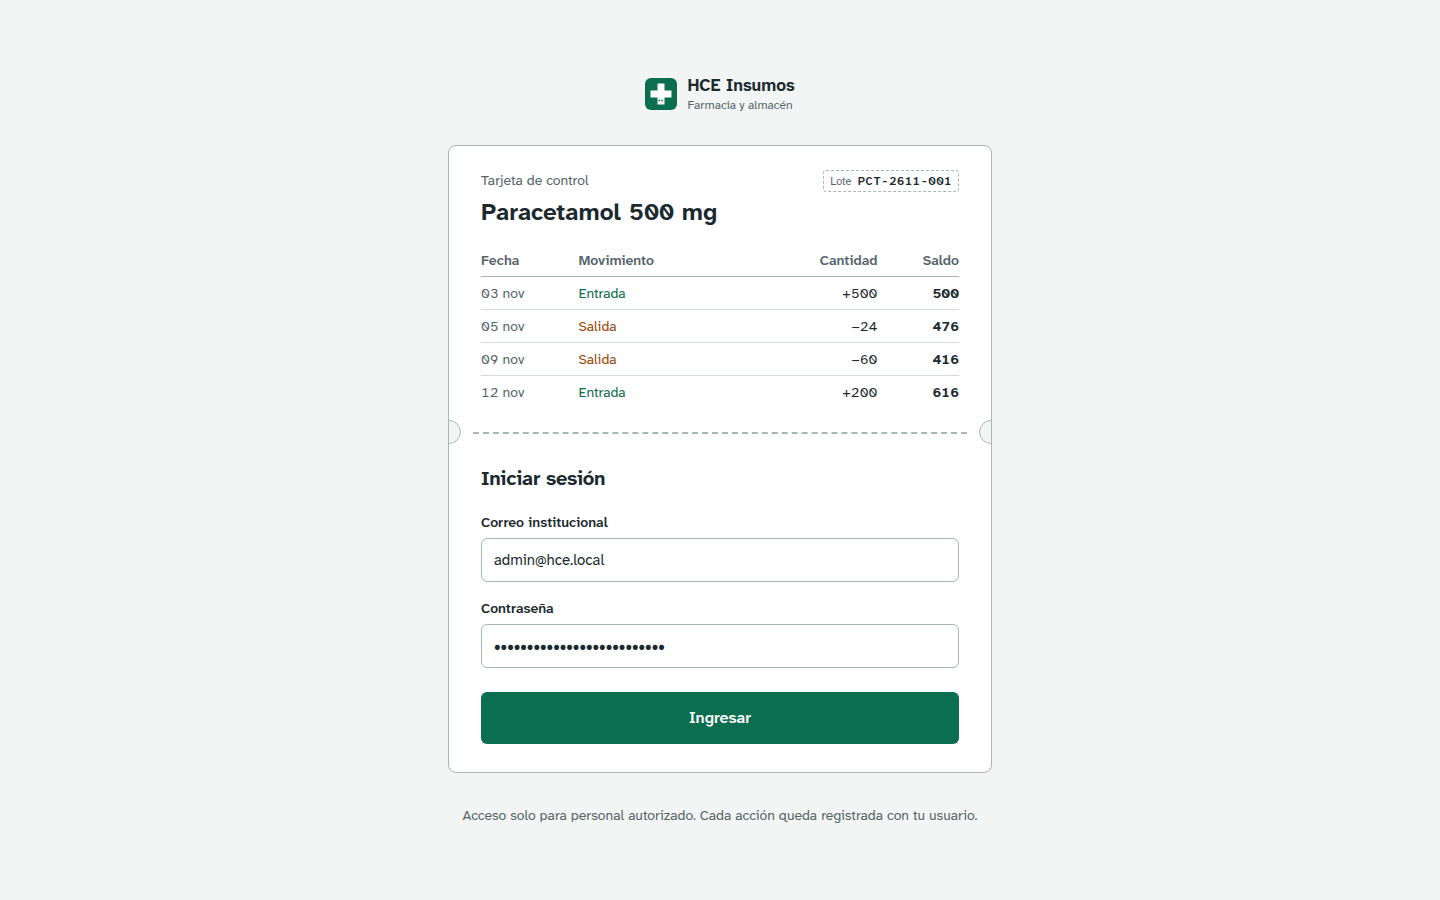 HCE Insumos
Farmacia y almacén
Tarjeta de control
Lote PCT-2611-001
Paracetamol 500 mg
Fecha Movimiento Cantidad Saldo
03 nov Entrada +500 500
05 nov Salida −24 476
09 nov Salida −60 416
12 nov Entrada +200 616
Iniciar sesión
Correo institucional
admin@hce.local
Contraseña
••••••••••••••••••••••••••
Ingresar
Acceso solo para personal autorizado. Cada acción queda registrada con tu usuario.